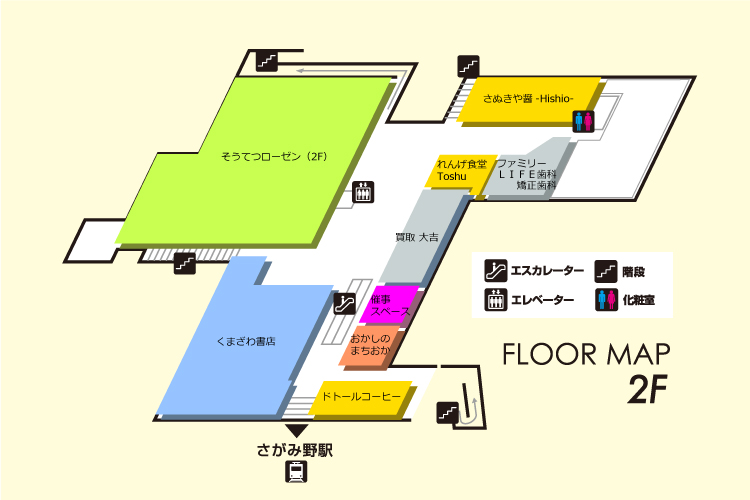 さぬきや醤 -Hishio-
そうてつローゼン（2F）
れんげ食堂
Toshu
ファミリー
ＬＩＦＥ歯科
矯正歯科
買取 大吉
エスカレーター
階段
エレベーター
化粧室
催事
スペース
おかしの
まちおか
くまざわ書店
FLOOR MAP
2F
ドトールコーヒー
さがみ野駅